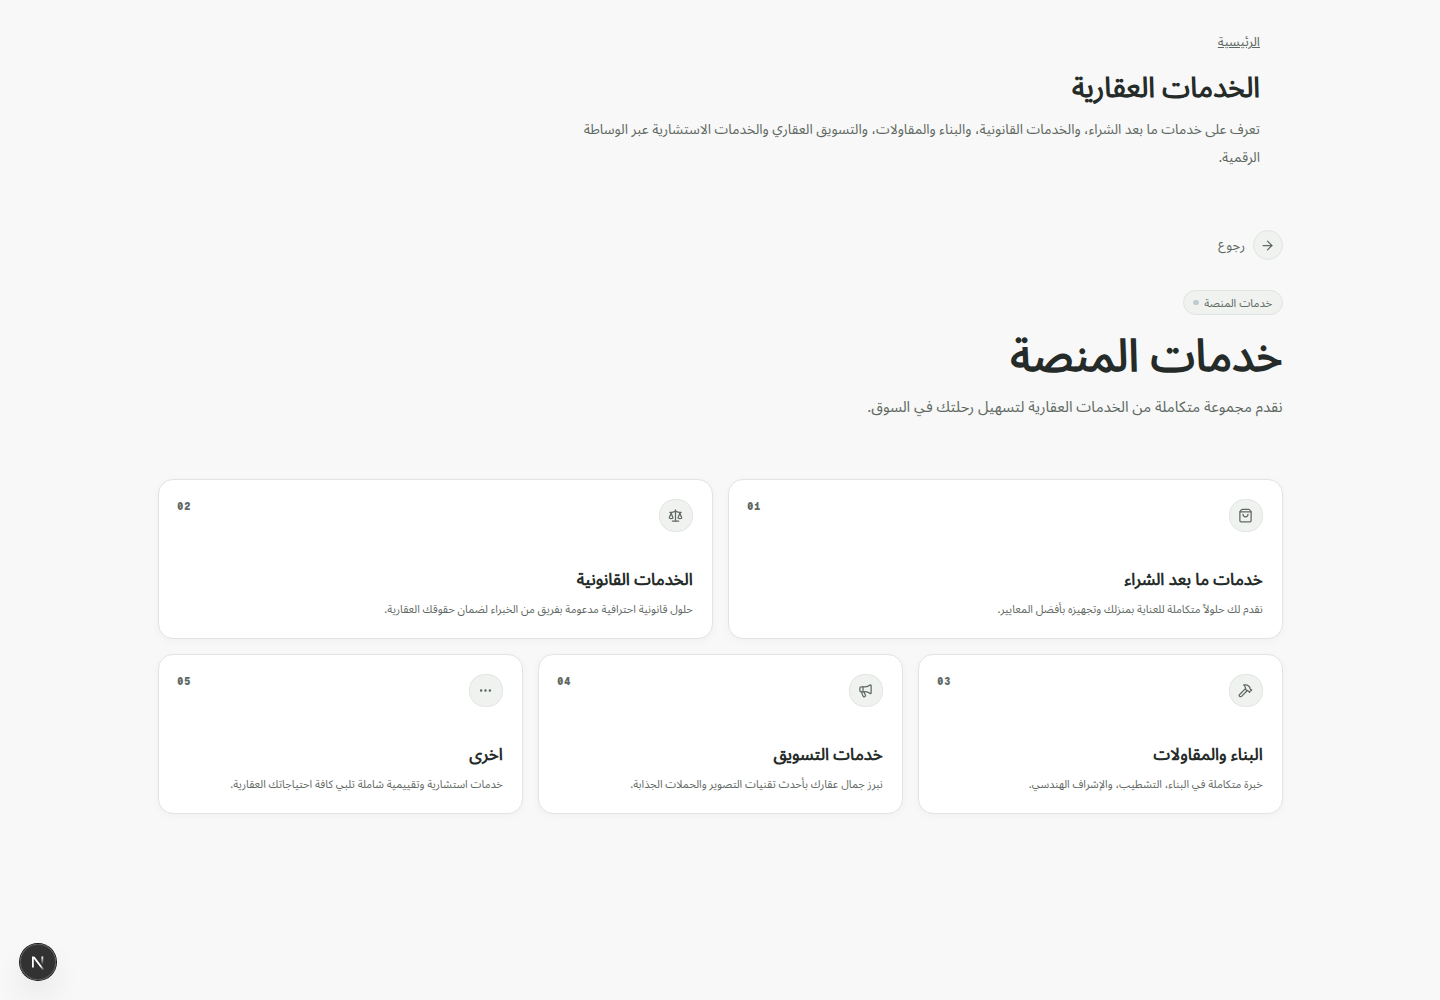 الرئيسية
الخدمات العقارية
تعرف على خدمات ما بعد الشراء، والخدمات القانونية، والبناء والمقاولات، والتسويق العقاري والخدمات الاستشارية عبر الوساطة
الرقمية.
رجوع
خدمات المنصة
خدمات المنصة
نقدم مجموعة متكاملة من الخدمات العقارية لتسهيل رحلتك في السوق.
01
خدمات ما بعد الشراء
نقدم لك حلولاً متكاملة للعناية بمنزلك وتجهيزه بأفضل المعايير.
02
الخدمات القانونية
حلول قانونية احترافية مدعومة بفريق من الخبراء لضمان حقوقك العقارية.
03
البناء والمقاولات
خبرة متكاملة في البناء، التشطيب، والإشراف الهندسي.
04
خدمات التسويق
نبرز جمال عقارك بأحدث تقنيات التصوير والحملات الجذابة.
05
اخرى
خدمات استشارية وتقييمية شاملة تلبي كافة احتياجاتك العقارية.
N